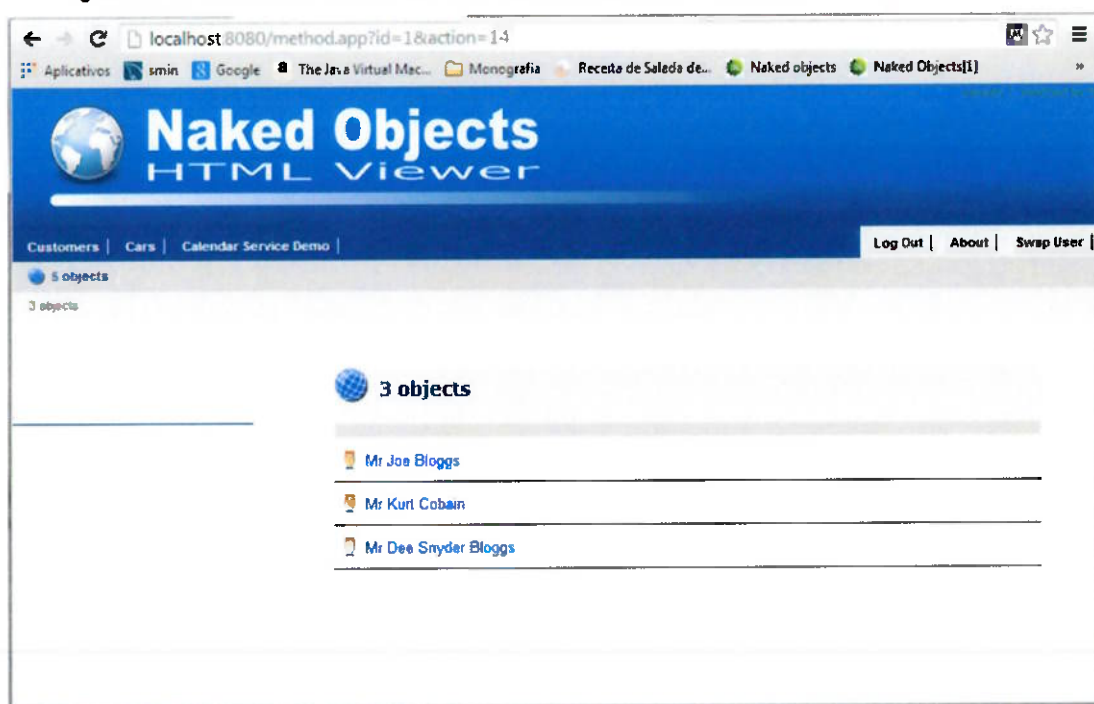 localhost:8080/method.app?id=1&action=14
Aplicativos smin Google The Java Virtual Mac... Monografia Receita de Salada de... Naked objects Naked Objects[1] »
Naked Objects
HTML Viewer
Customers | Cars | Calendar Service Demo |
Log Out | About | Swap User |
5 objects
3 objects
3 objects
Mr Joe Bloggs
Mr Kurt Cobain
Mr Dee Snyder Bloggs